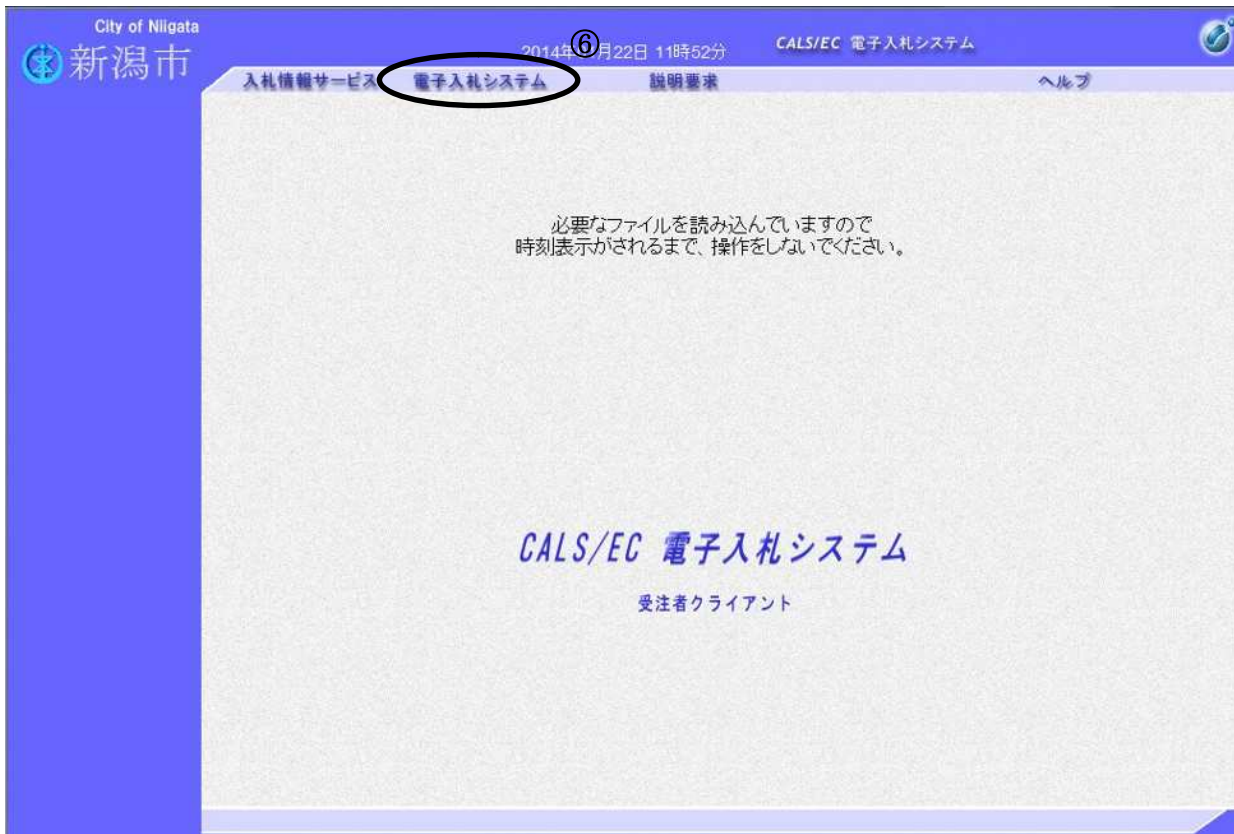 City of Niigata
新潟市
⑥
2014年 月22日 11時52分
CALS/EC 電子入札システム
入札情報サービス 電子入札システム 説明要求 ヘルプ
必要なファイルを読み込んでいますので
時刻表示がされるまで、操作をしないでください。
CALS/EC 電子入札システム
受注者クライアント